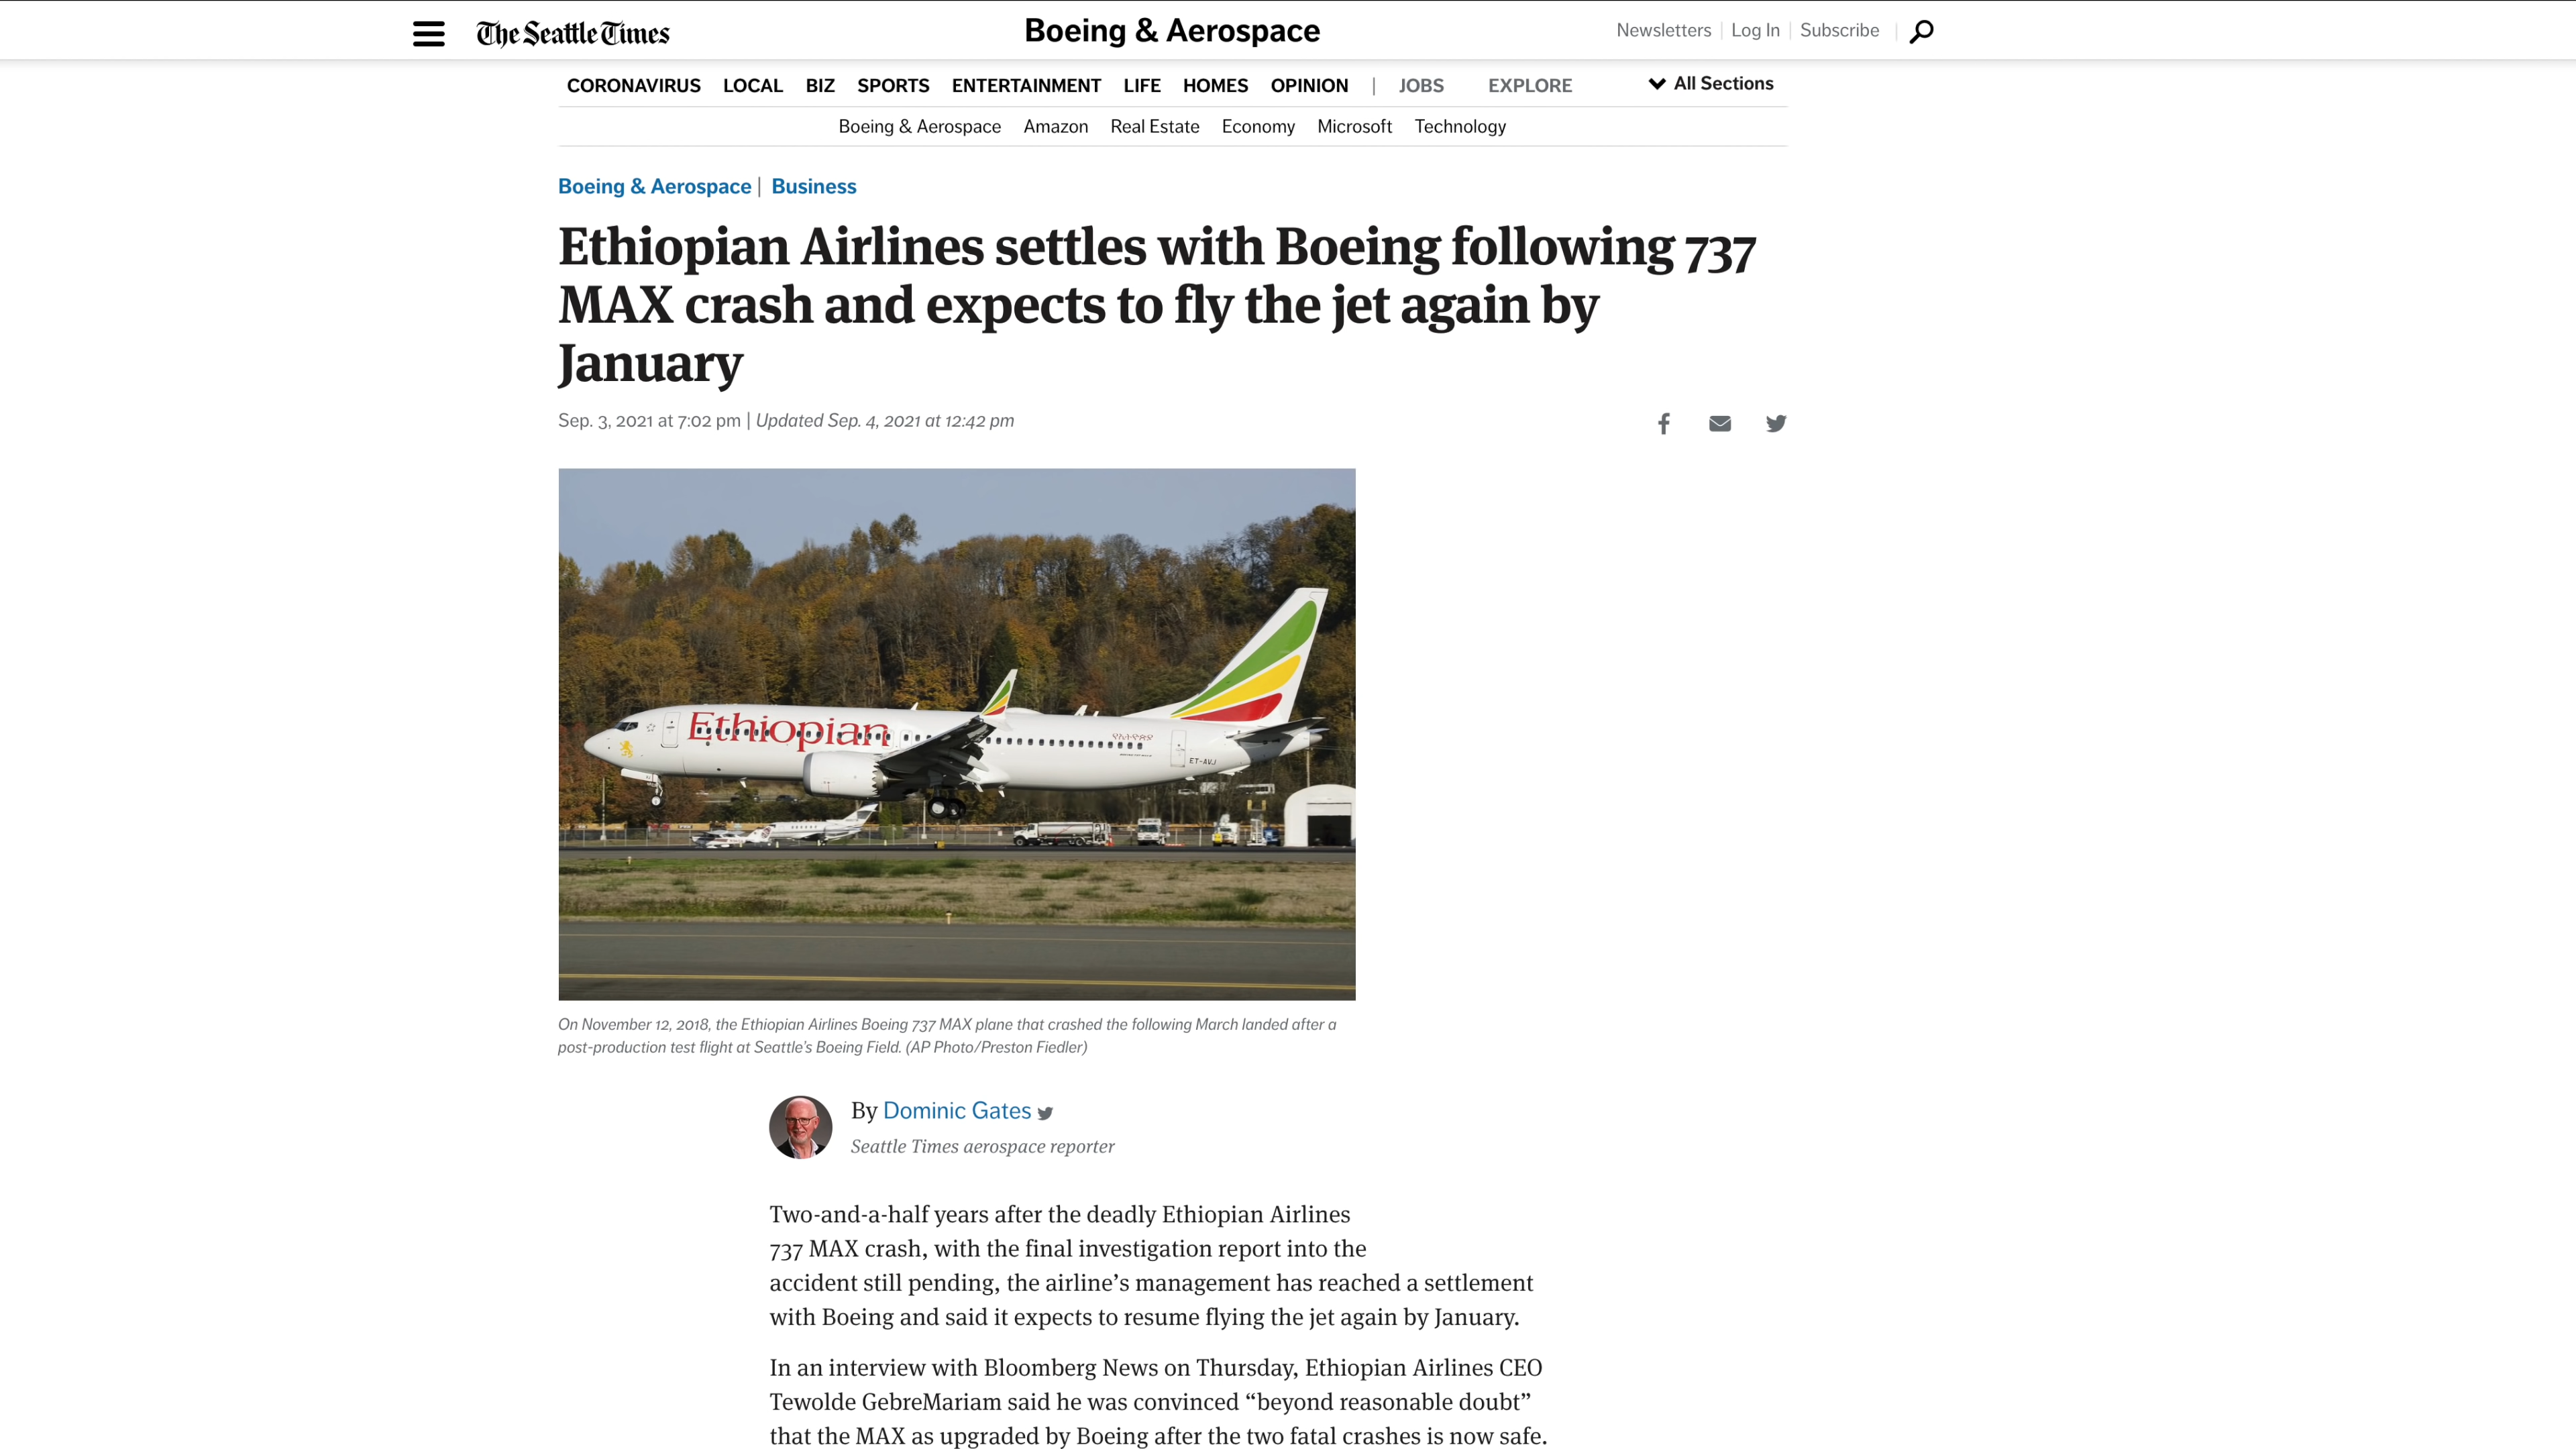 The Seattle Times
Boeing & Aerospace
Newsletters | Log In | Subscribe |
CORONAVIRUS LOCAL BIZ SPORTS ENTERTAINMENT LIFE HOMES OPINION | JOBS EXPLORE All Sections
Boeing & Aerospace Amazon Real Estate Economy Microsoft Technology
Boeing & Aerospace | Business
Ethiopian Airlines settles with Boeing following 737
MAX crash and expects to fly the jet again by
January
Sep. 3, 2021 at 7:02 pm | Updated Sep. 4, 2021 at 12:42 pm
Ethiopian
የኢትዮጵያ
ET-AVJ
On November 12, 2018, the Ethiopian Airlines Boeing 737 MAX plane that crashed the following March landed after a
post-production test flight at Seattle’s Boeing Field. (AP Photo/Preston Fiedler)
By Dominic Gates
Seattle Times aerospace reporter
Two-and-a-half years after the deadly Ethiopian Airlines
737 MAX crash, with the final investigation report into the
accident still pending, the airline’s management has reached a settlement
with Boeing and said it expects to resume flying the jet again by January.
In an interview with Bloomberg News on Thursday, Ethiopian Airlines CEO
Tewolde GebreMariam said he was convinced “beyond reasonable doubt”
that the MAX as upgraded by Boeing after the two fatal crashes is now safe.